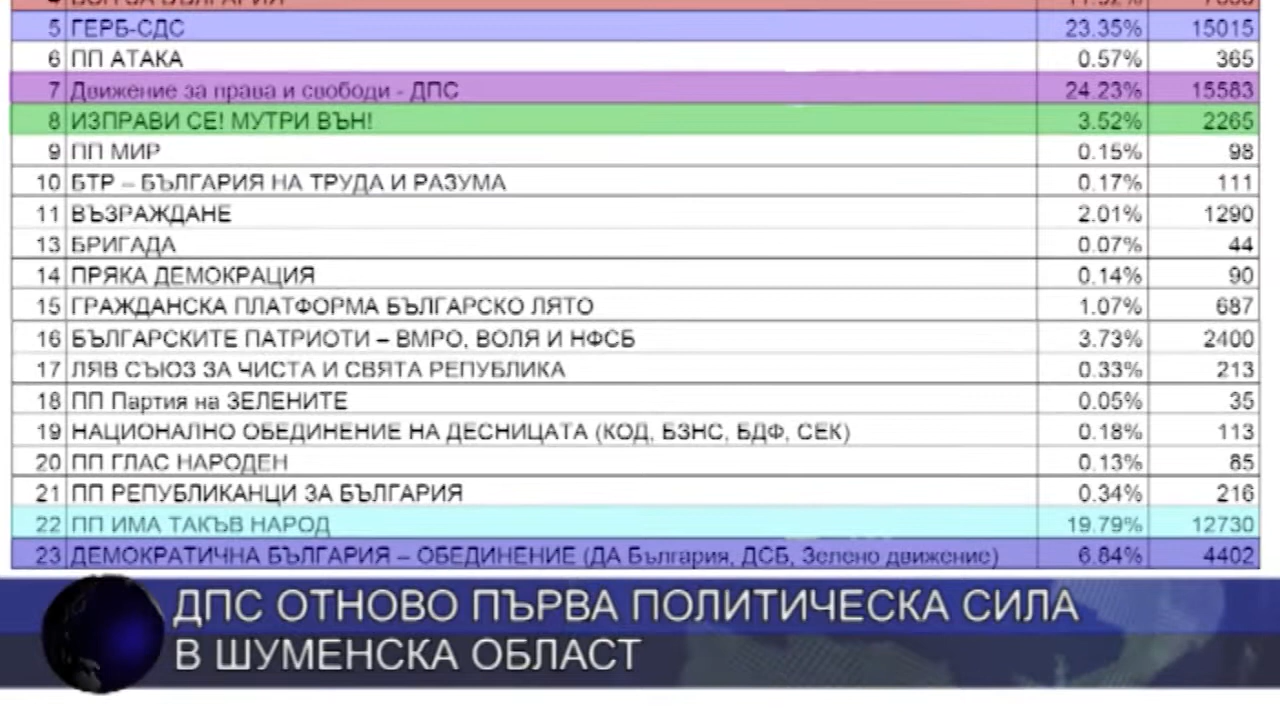 5 ГЕРБ-СДС 23.35% 15015
6 ПП АТАКА 0.57% 365
7 Движение за права и свободи - ДПС 24.23% 15583
8 ИЗПРАВИ СЕ! МУТРИ ВЪН! 3.52% 2265
9 ПП МИР 0.15% 98
10 БТР – БЪЛГАРИЯ НА ТРУДА И РАЗУМА 0.17% 111
11 ВЪЗРАЖДАНЕ 2.01% 1290
13 БРИГАДА 0.07% 44
14 ПРЯКА ДЕМОКРАЦИЯ 0.14% 90
15 ГРАЖДАНСКА ПЛАТФОРМА БЪЛГАРСКО ЛЯТО 1.07% 687
16 БЪЛГАРСКИТЕ ПАТРИОТИ – ВМРО, ВОЛЯ И НФСБ 3.73% 2400
17 ЛЯВ СЪЮЗ ЗА ЧИСТА И СВЯТА РЕПУБЛИКА 0.33% 213
18 ПП Партия на ЗЕЛЕНИТЕ 0.05% 35
19 НАЦИОНАЛНО ОБЕДИНЕНИЕ НА ДЕСНИЦАТА (КОД, БЗНС, БДФ, СЕК) 0.18% 113
20 ПП ГЛАС НАРОДЕН 0.13% 85
21 ПП РЕПУБЛИКАНЦИ ЗА БЪЛГАРИЯ 0.34% 216
22 ПП ИМА ТАКЪВ НАРОД 19.79% 12730
23 ДЕМОКРАТИЧНА БЪЛГАРИЯ – ОБЕДИНЕНИЕ (ДА България, ДСБ, Зелено движение) 6.84% 4402
ДПС ОТНОВО ПЪРВА ПОЛИТИЧЕСКА СИЛА
В ШУМЕНСКА ОБЛАСТ